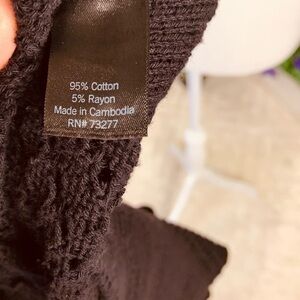 95% Cotton
5% Rayon
Made in Cambodia
RN# 73277